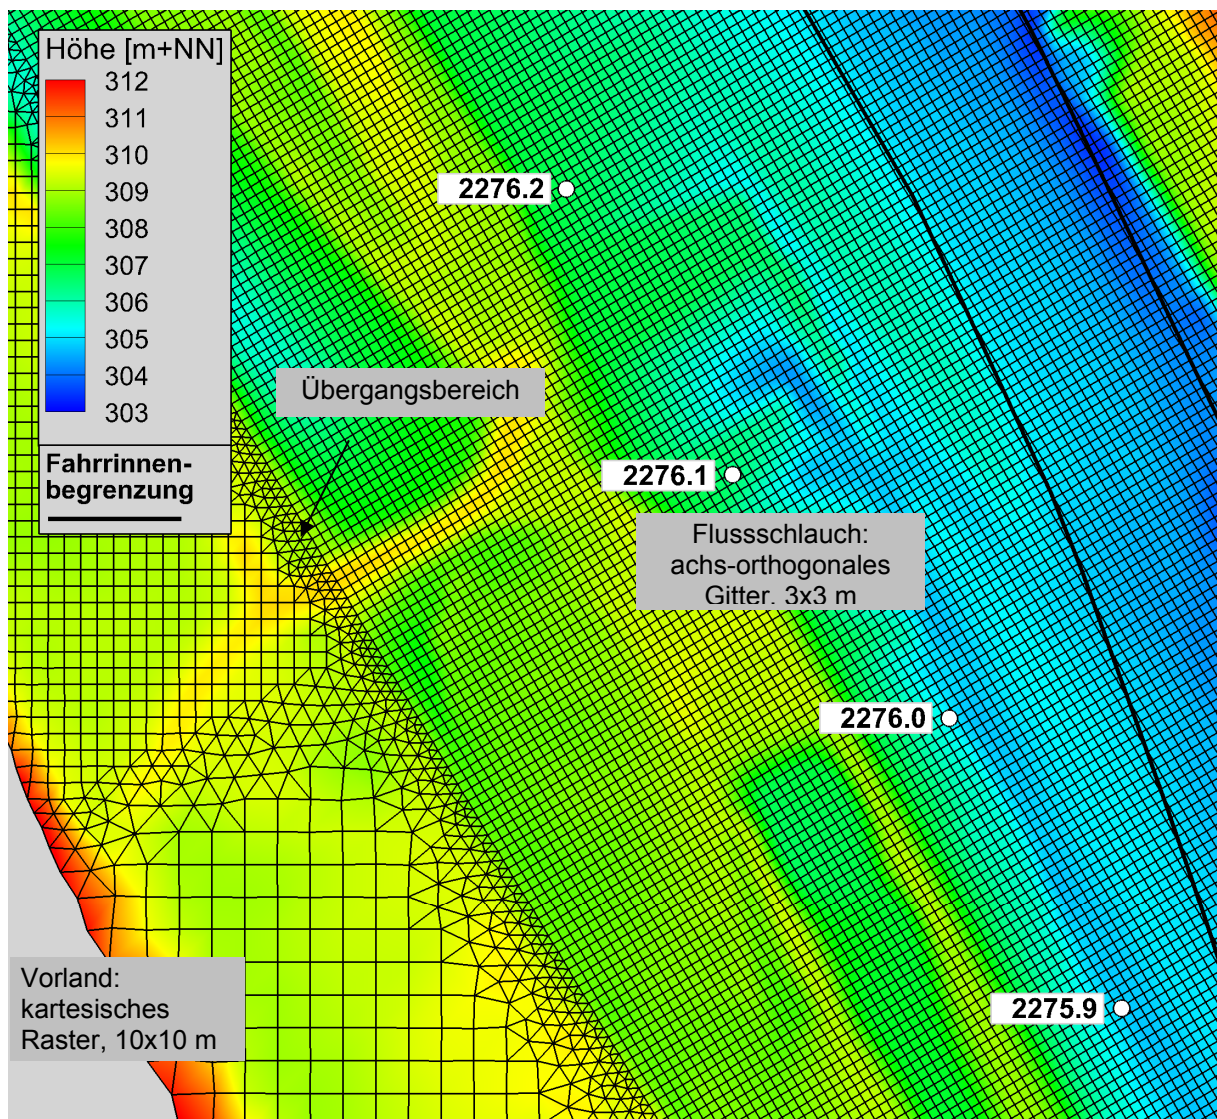 Höhe [m+NN]
312
311
310
309
308
307
306
305
304
303
Fahrrinnen-
begrenzung
2276.2
Übergangsbereich
2276.1
Flussschlauch:
achs-orthogonales
Gitter, 3x3 m
2276.0
Vorland:
kartesisches
Raster, 10x10 m
2275.9